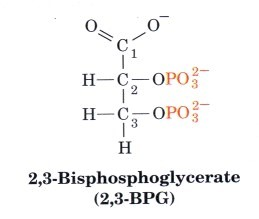 O O⁻
C
1
H–C–OPO₃²⁻
2
H–C–OPO₃²⁻
3
H
2,3-Bisphosphoglycerate
(2,3-BPG)